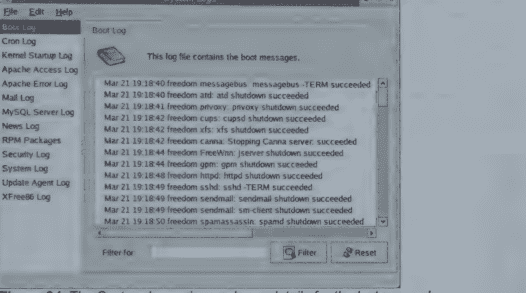 File Edit Help
Boot Log
Cron Log
Kernel Startup Log
Apache Access Log
Apache Error Log
Mail Log
MySQL Server Log
News Log
RPM Packages
Security Log
System Log
Update Agent Log
XFree86 Log
Boot Log
This log file contains the boot messages.
Mar 21 19:18:40 freedom messagebus: messagebus -TERM succeeded
Mar 21 19:18:40 freedom atd: atd shutdown succeeded
Mar 21 19:18:41 freedom privoxy: privoxy shutdown succeeded
Mar 21 19:18:42 freedom cups: cupsd shutdown succeeded
Mar 21 19:18:42 freedom xfs: xfs shutdown succeeded
Mar 21 19:18:42 freedom canna: Stopping Canna server: succeeded
Mar 21 19:18:44 freedom FreeWnn: jserver shutdown succeeded
Mar 21 19:18:44 freedom gpm: gpm shutdown succeeded
Mar 21 19:18:48 freedom httpd: httpd shutdown succeeded
Mar 21 19:18:49 freedom sshd: sshd -TERM succeeded
Mar 21 19:18:49 freedom sendmail: sendmail shutdown succeeded
Mar 21 19:18:49 freedom sendmail: sm-client shutdown succeeded
Mar 21 19:18:50 freedom spamassassin: spamd shutdown succeeded
Filter for:
Filter
Reset